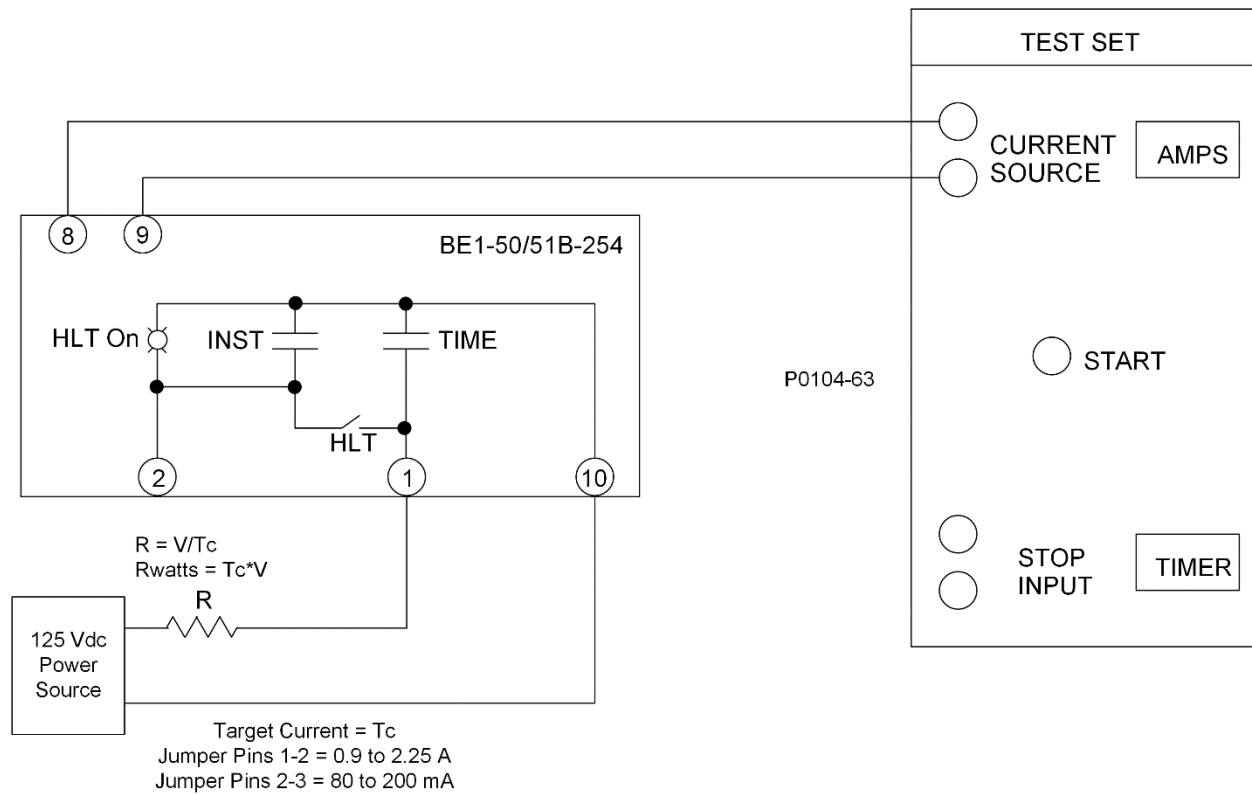 TEST SET
CURRENT
SOURCE
AMPS
8
9
BE1-50/51B-254
HLT On
INST
TIME
HLT
P0104-63
START
2
1
10
R = V/Tc
Rwatts = Tc*V
R
125 Vdc
Power
Source
STOP
INPUT
TIMER
Target Current = Tc
Jumper Pins 1-2 = 0.9 to 2.25 A
Jumper Pins 2-3 = 80 to 200 mA